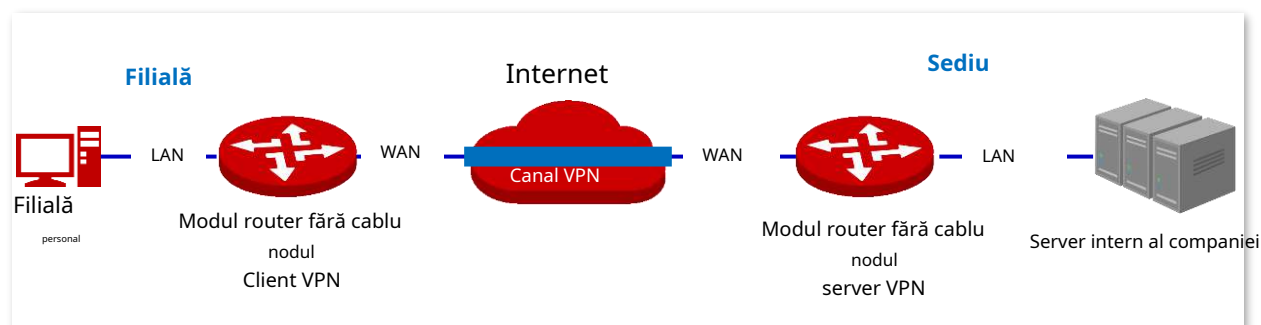 Filială
Internet
Sediu
LAN
WAN
Canal VPN
WAN
LAN
Filială
personal
Modul router fără cablu
nodul
Client VPN
Modul router fără cablu
nodul
server VPN
Server intern al companiei